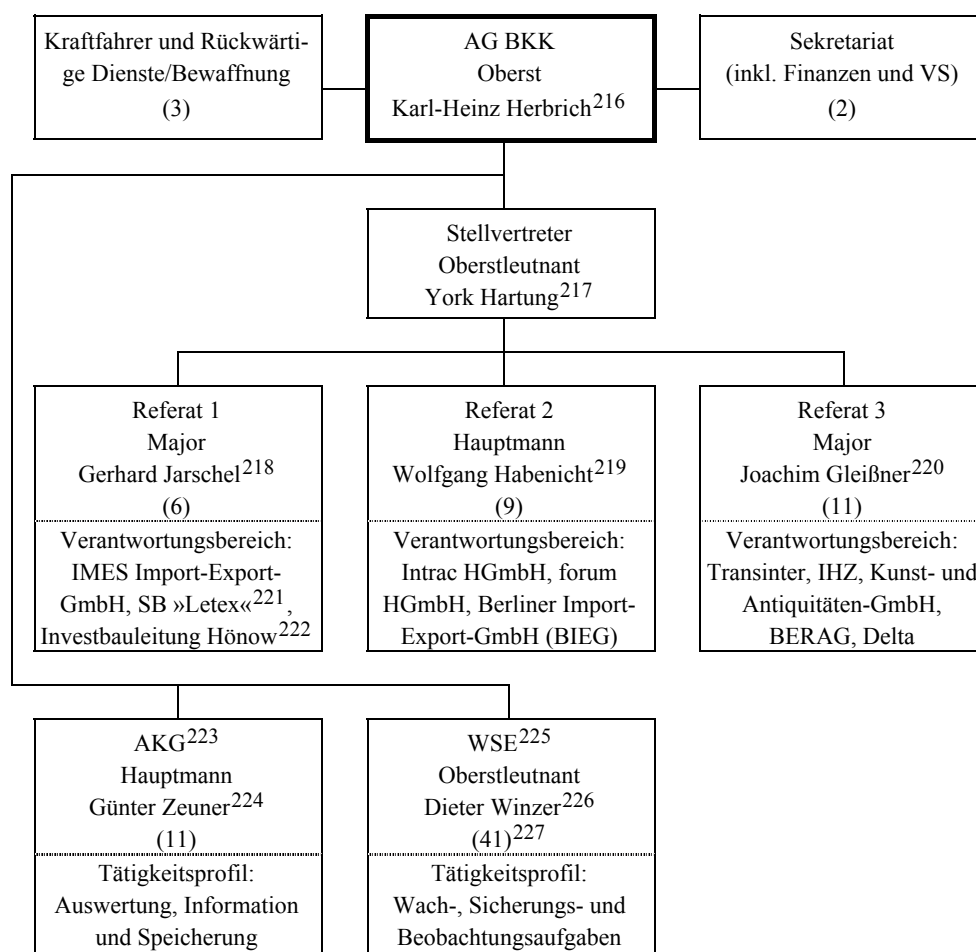 Kraftfahrer und Rückwärti-
ge Dienste/Bewaffnung
(3)
AG BKK
Oberst
Karl-Heinz Herbrich216
Sekretariat
(inkl. Finanzen und VS)
(2)
Stellvertreter
Oberstleutnant
York Hartung217
Referat 1
Major
Gerhard Jarschel218
(6)
Verantwortungsbereich:
IMES Import-Export-
GmbH, SB »Letex«221,
Investbauleitung Hönow222
Referat 2
Hauptmann
Wolfgang Habenicht219
(9)
Verantwortungsbereich:
Intrac HGmbH, forum
HGmbH, Berliner Import-
Export-GmbH (BIEG)
Referat 3
Major
Joachim Gleißner220
(11)
Verantwortungsbereich:
Transinter, IHZ, Kunst- und
Antiquitäten-GmbH,
BERAG, Delta
AKG223
Hauptmann
Günter Zeuner224
(11)
Tätigkeitsprofil:
Auswertung, Information
und Speicherung
WSE225
Oberstleutnant
Dieter Winzer226
(41)227
Tätigkeitsprofil:
Wach-, Sicherungs- und
Beobachtungsaufgaben